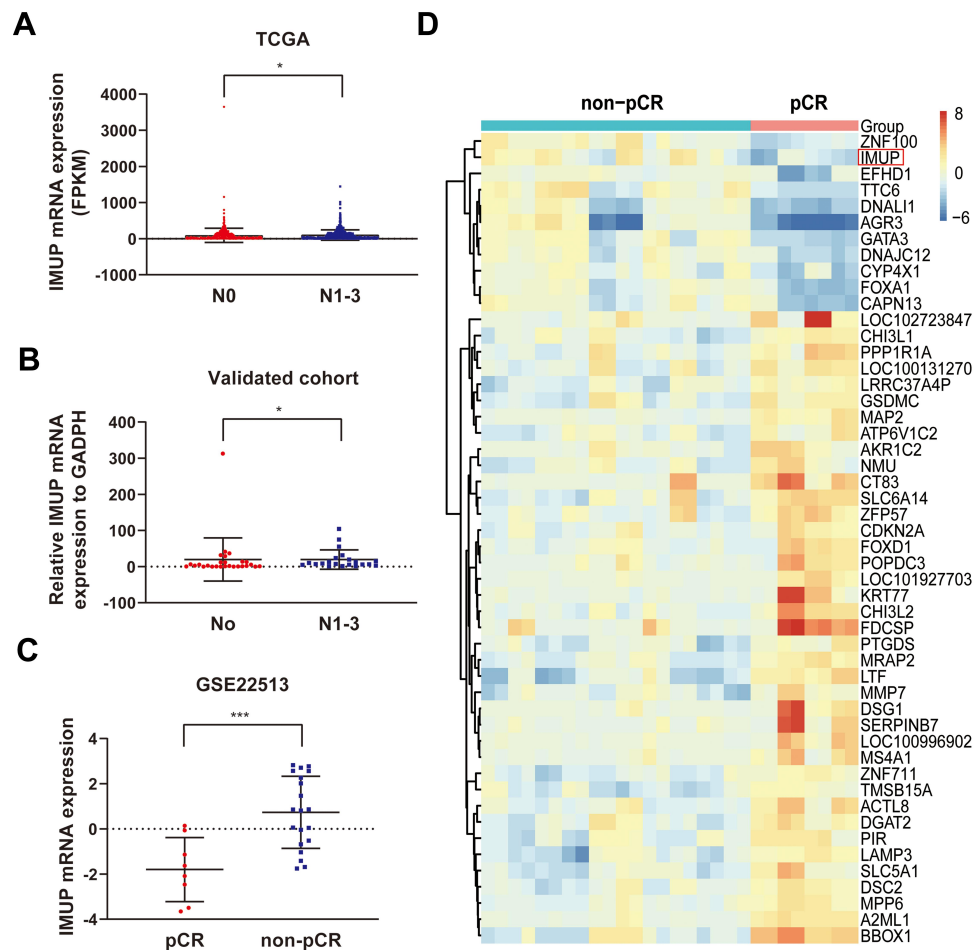 A
TCGA
*
IMUP mRNA expression
(FPKM)
4000
3000
2000
1000
0
-1000
N0
N1-3
B
Validated cohort
*
Relative IMUP mRNA
expression to GADPH
400
300
200
100
0
-100
No
N1-3
C
GSE22513
***
IMUP mRNA expression
4
2
0
-2
-4
pCR
non-pCR
D
non-pCR
pCR
Group
ZNF100
IMUP
EFHD1
TTC6
DNALI1
AGR3
GATA3
DNAJC12
CYP4X1
FOXA1
CAPN13
LOC102723847
CHI3L1
PPP1R1A
LOC100131270
LRRC37A4P
GSDMC
MAP2
ATP6V1C2
AKR1C2
NMU
CT83
SLC6A14
ZFP57
CDKN2A
FOXD1
POPDC3
LOC101927703
KRT77
CHI3L2
FDCSP
PTGDS
MRAP2
LTF
MMP7
DSG1
SERPINB7
LOC100996902
MS4A1
ZNF711
TMSB15A
ACTL8
DGAT2
PIR
LAMP3
SLC5A1
DSC2
MPP6
A2ML1
BBOX1
8
0
-6